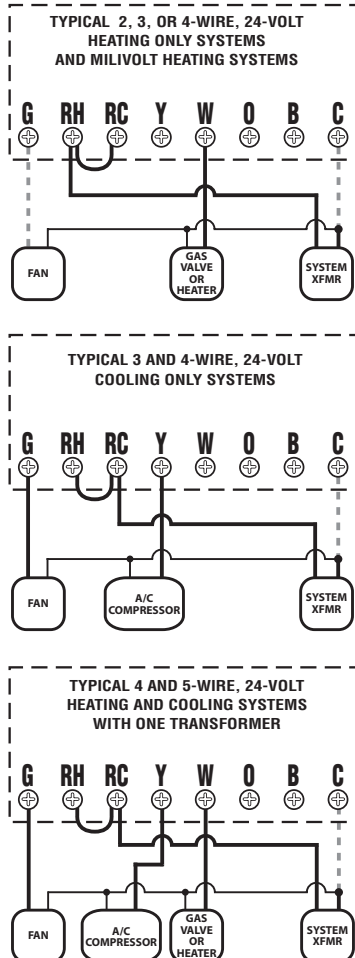 TYPICAL 2, 3, OR 4-WIRE, 24-VOLT
HEATING ONLY SYSTEMS
AND MILIVOLT HEATING SYSTEMS
G RH RC Y W O B C
FAN
GAS
VALVE
OR
HEATER
SYSTEM
XFMR
TYPICAL 3 AND 4-WIRE, 24-VOLT
COOLING ONLY SYSTEMS
G RH RC Y W O B C
FAN
A/C
COMPRESSOR
SYSTEM
XFMR
TYPICAL 4 AND 5-WIRE, 24-VOLT
HEATING AND COOLING SYSTEMS
WITH ONE TRANSFORMER
G RH RC Y W O B C
FAN
A/C
COMPRESSOR
GAS
VALVE
OR
HEATER
SYSTEM
XFMR